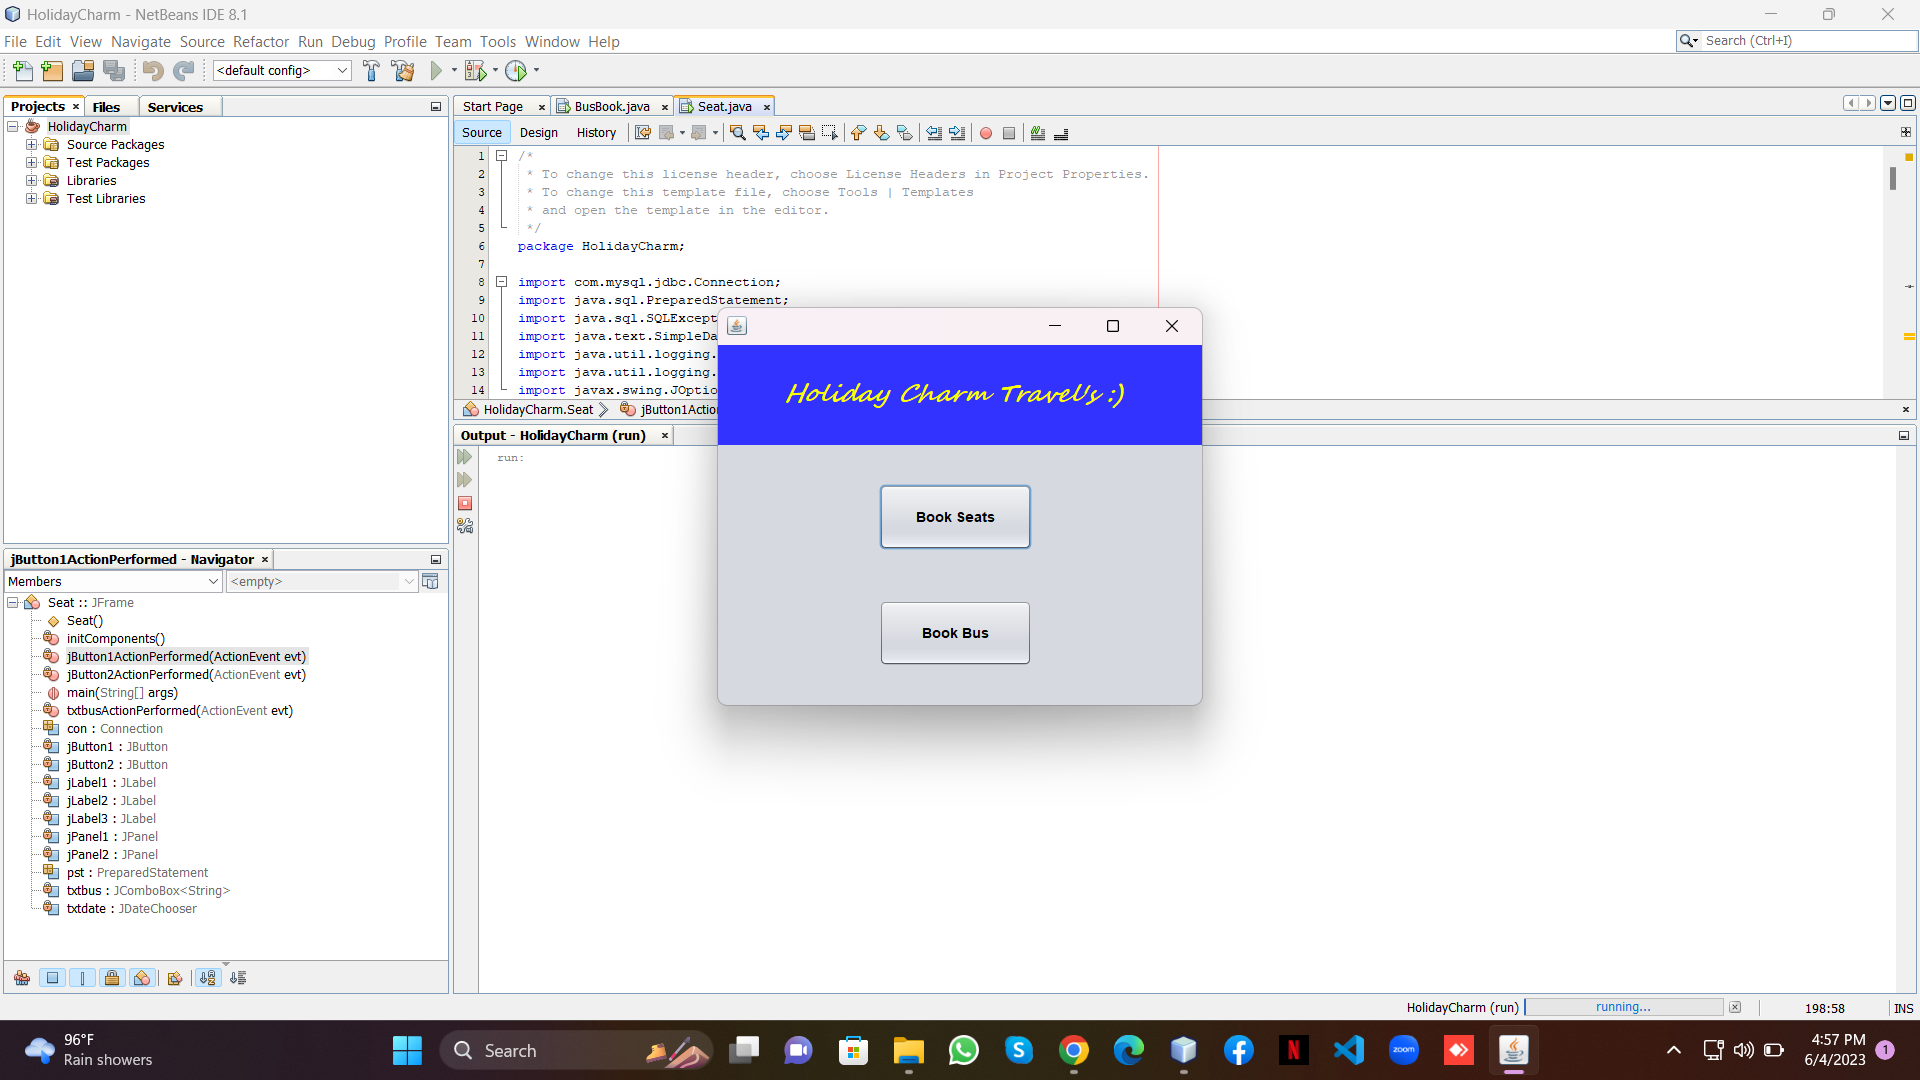 HolidayCharm - NetBeans IDE 8.1
File Edit View Navigate Source Refactor Run Debug Profile Team Tools Window Help
Search (Ctrl+I)
<default config>
Projects Files Services
HolidayCharm
Source Packages
Test Packages
Libraries
Test Libraries
Start Page BusBook.java Seat.java
Source Design History
1 /*
2 * To change this license header, choose License Headers in Project Properties.
3 * To change this template file, choose Tools | Templates
4 * and open the template in the editor.
5 */
6 package HolidayCharm;
7
8 import com.mysql.jdbc.Connection;
9 import java.sql.PreparedStatement;
10 import java.sql.SQLExcept
11 import java.text.SimpleDa
12 import java.util.logging.
13 import java.util.logging.
14 import javax.swing.JOptio
HolidayCharm.Seat jButton1Action
Output - HolidayCharm (run)
run:
Holiday Charm Travel's :)
Book Seats
Book Bus
jButton1ActionPerformed - Navigator
Members <empty>
Seat :: JFrame
Seat()
initComponents()
jButton1ActionPerformed(ActionEvent evt)
jButton2ActionPerformed(ActionEvent evt)
main(String[] args)
txtbusActionPerformed(ActionEvent evt)
con : Connection
jButton1 : JButton
jButton2 : JButton
jLabel1 : JLabel
jLabel2 : JLabel
jLabel3 : JLabel
jPanel1 : JPanel
jPanel2 : JPanel
pst : PreparedStatement
txtbus : JComboBox<String>
txtdate : JDateChooser
HolidayCharm (run) running... 198:58 INS
96°F
Rain showers
Search
zoom
4:57 PM
6/4/2023
1